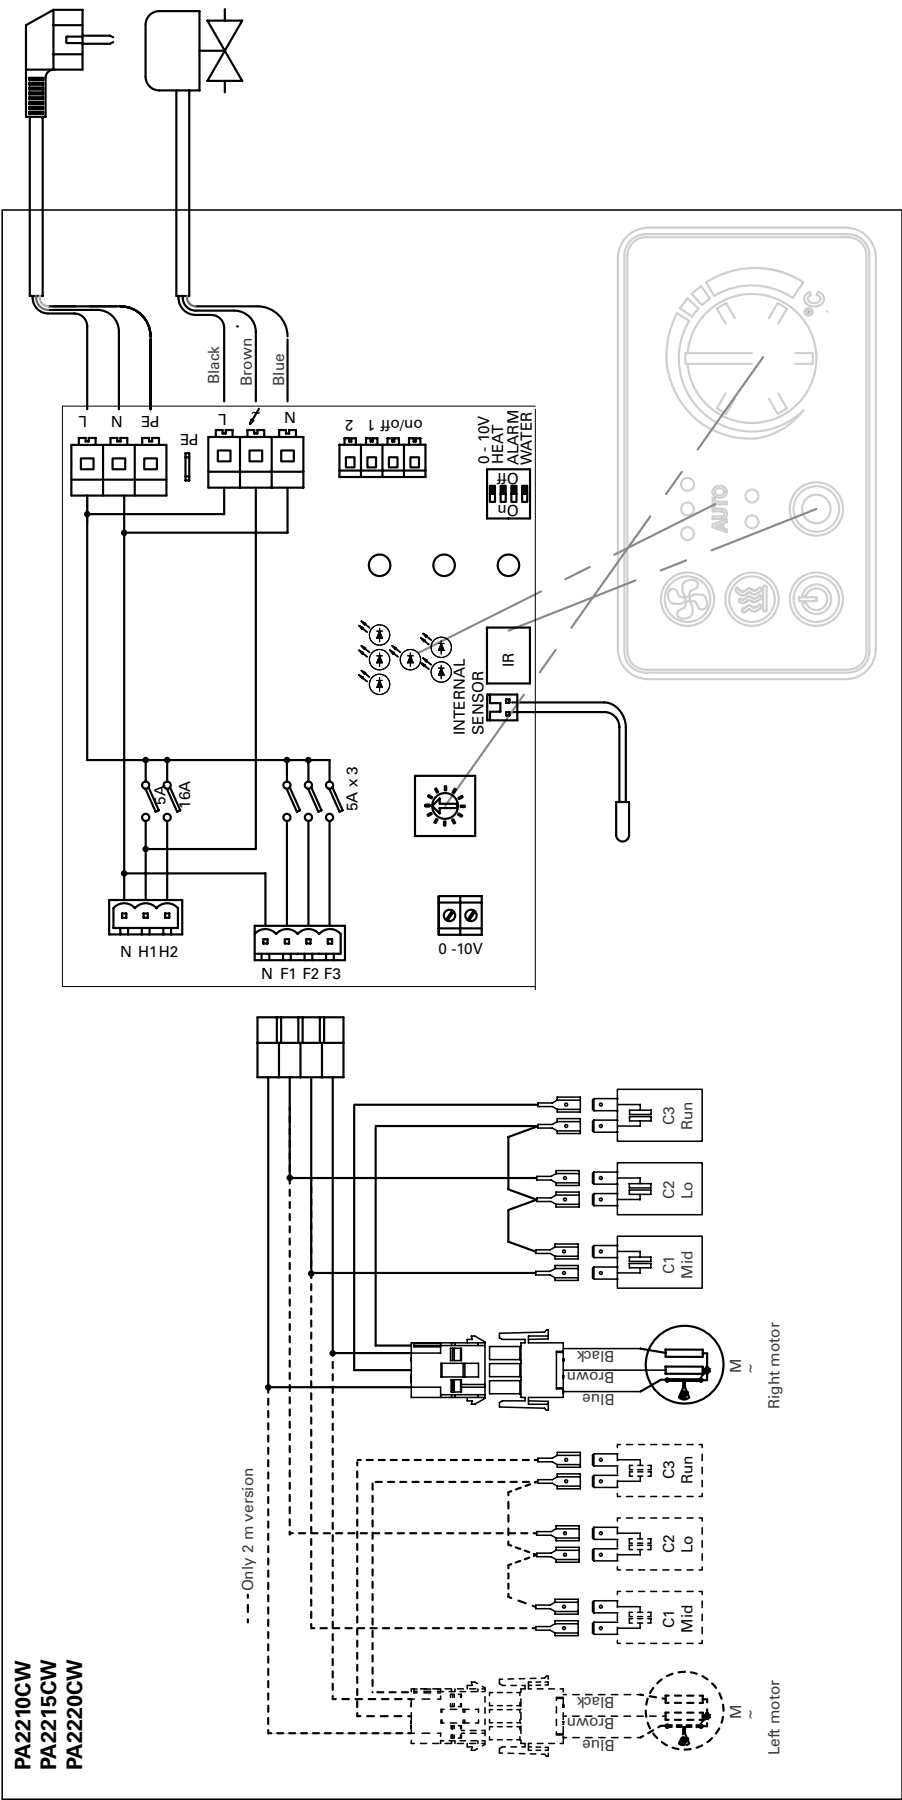 L
N
PE
PE
Black
Brown
Blue
L
N
2
1
on/off
0 - 10V
HEAT
ALARM
WATER
Off
On
°C
AUTO
IR
INTERNAL
SENSOR
5A
16A
5A x 3
N H1 H2
N F1 F2 F3
0 -10V
C3
Run
C2
Lo
C1
Mid
Black
Brown
Blue
M
~
Right motor
---- Only 2 m version
C3
Run
C2
Lo
C1
Mid
Black
Brown
Blue
M
~
Left motor
PA2210CW
PA2215CW
PA2220CW